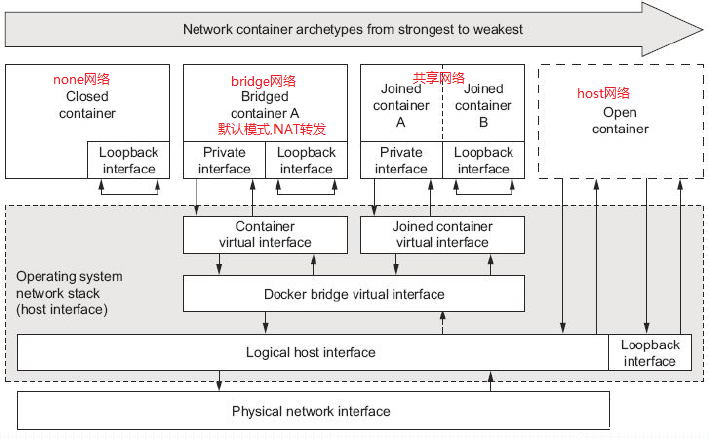 Network container archetypes from strongest to weakest
none网络
Closed
container
Loopback
interface
bridge网络
Bridged
container A
默认模式,NAT转发
Private
interface
Loopback
interface
共享网络
Joined
container
A
Joined
container
B
Private
interface
Loopback
interface
host网络
Open
container
Container
virtual interface
Joined container
virtual interface
Operating system
network stack
(host interface)
Docker bridge virtual interface
Logical host interface
Loopback
interface
Physical network interface